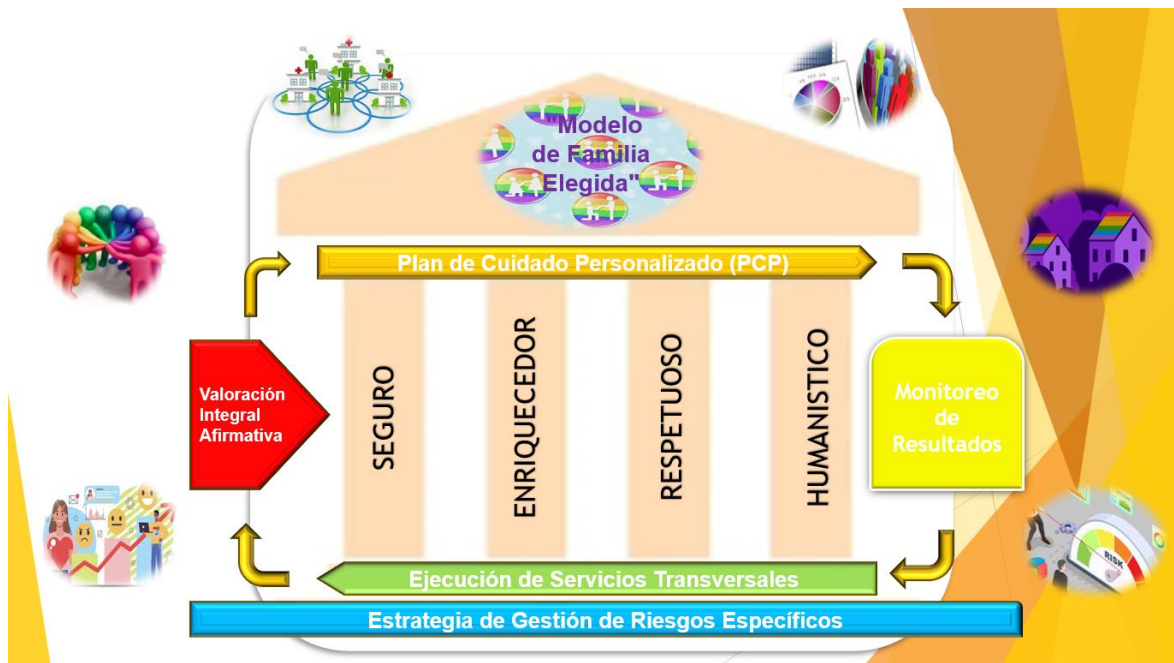 "Modelo
de Familia
Elegida"
Plan de Cuidado Personalizado (PCP)
Valoración
Integral
Afirmativa
SEGURO
ENRIQUECEDOR
RESPETUOSO
HUMANISTICO
Monitoreo
de
Resultados
Ejecución de Servicios Transversales
Estrategia de Gestión de Riesgos Específicos
RISK